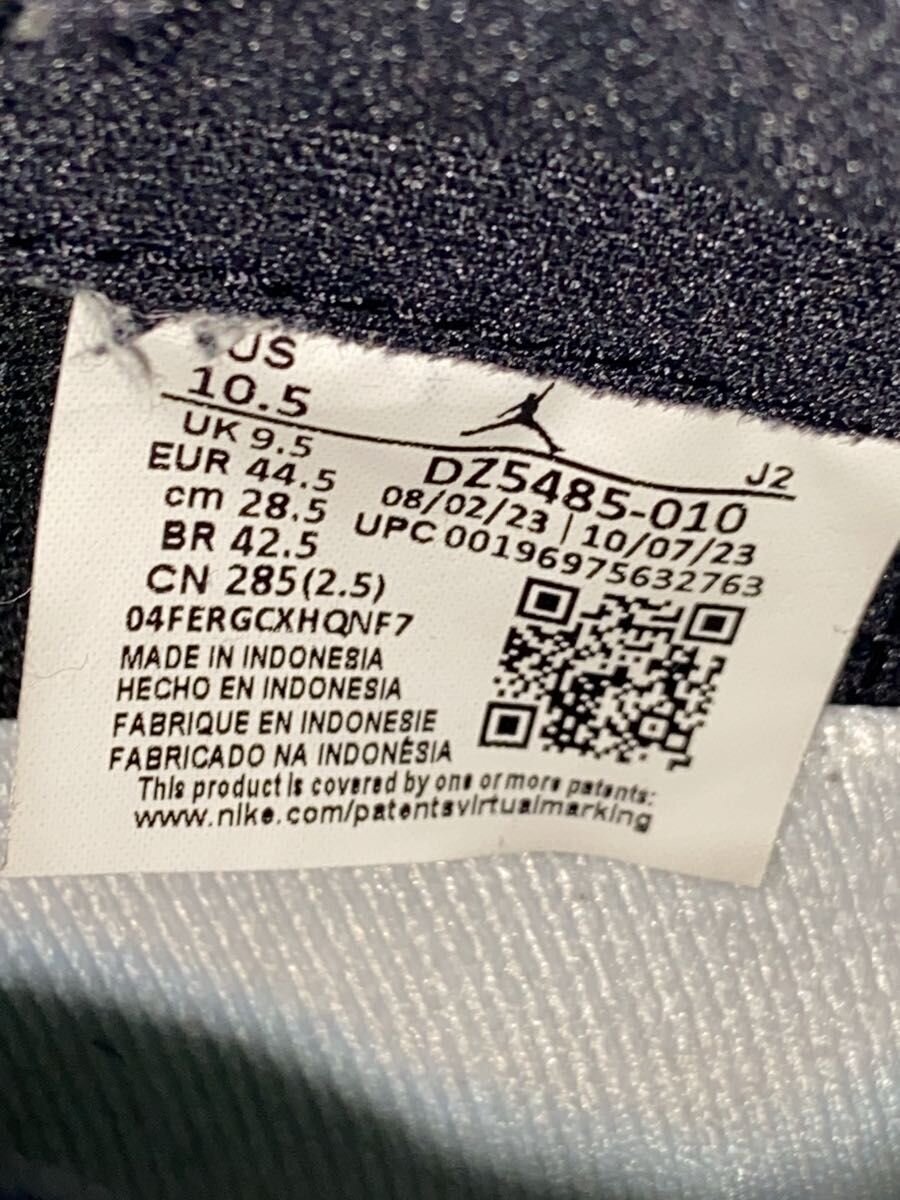 US
10.5
UK 9.5
EUR 44.5
cm 28.5
BR 42.5
CN 285(2.5)
J2
DZ5485-010
08/02/23 | 10/07/23
UPC 00196975632763
04FERGCXHQNF7
MADE IN INDONESIA
HECHO EN INDONESIA
FABRIQUE EN INDONESIE
FABRICADO NA INDONÉSIA
This product is covered by one or more patents:
www.nike.com/patentsvirtualmarking